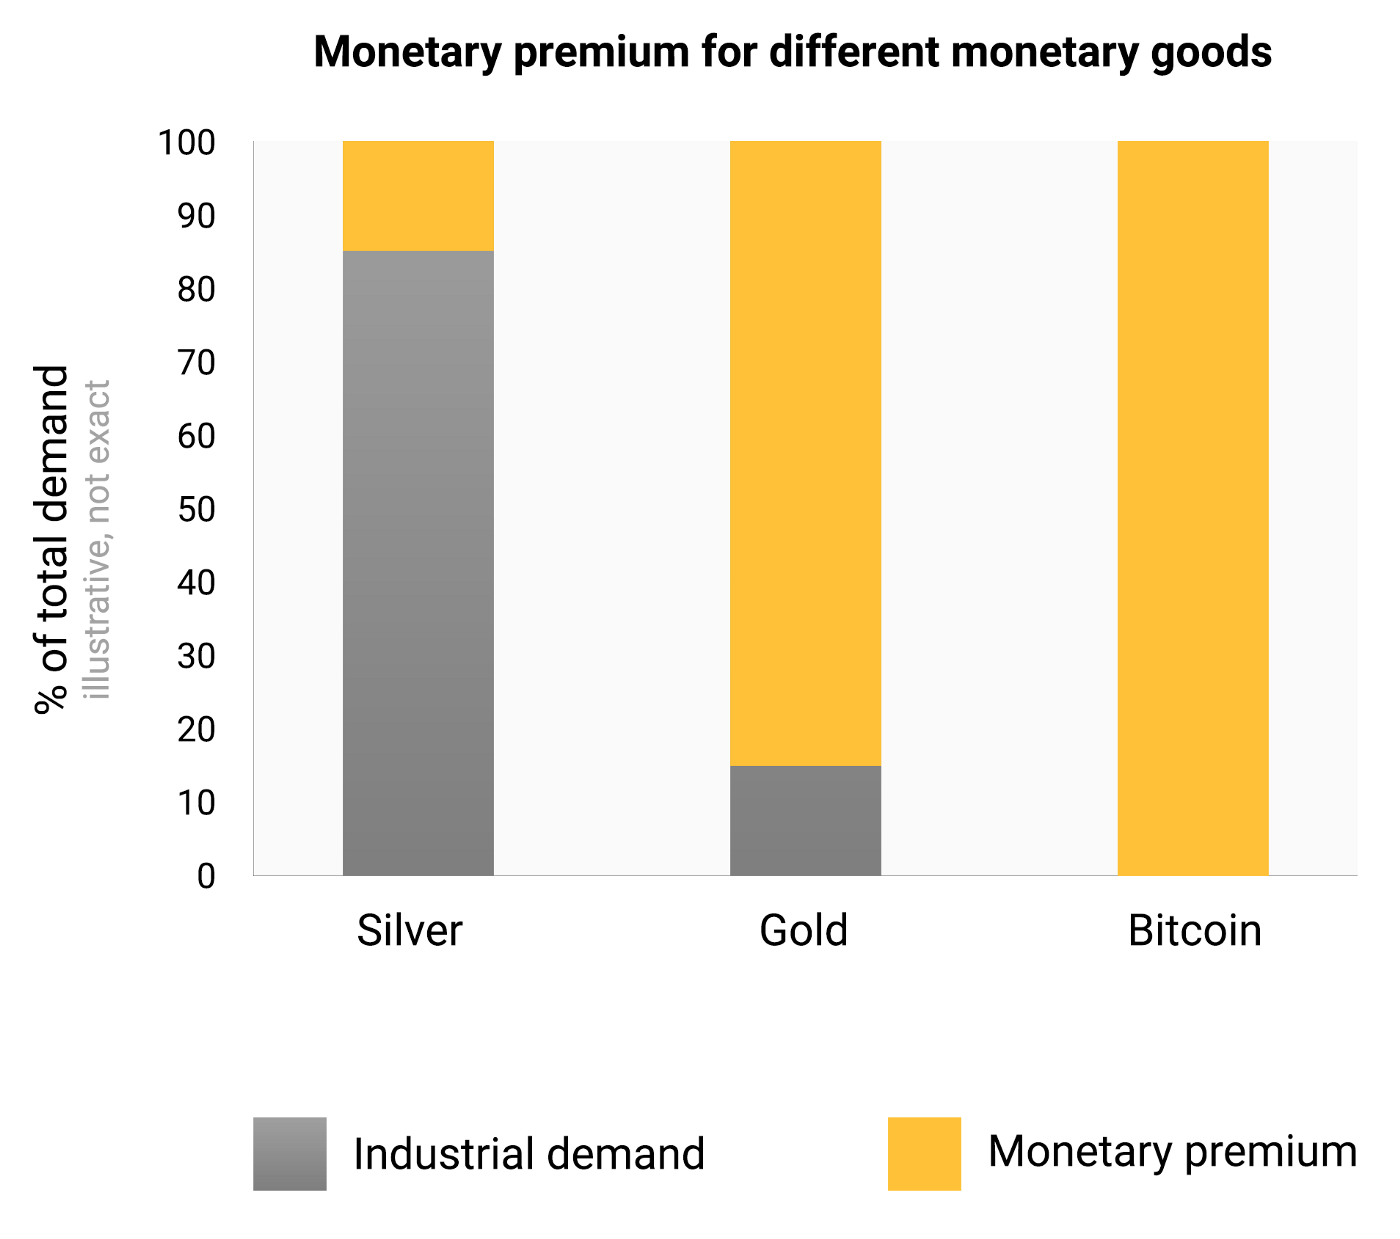 Monetary premium for different monetary goods
% of total demand
illustrative, not exact
100
90
80
70
60
50
40
30
20
10
0
Silver
Gold
Bitcoin
Industrial demand
Monetary premium